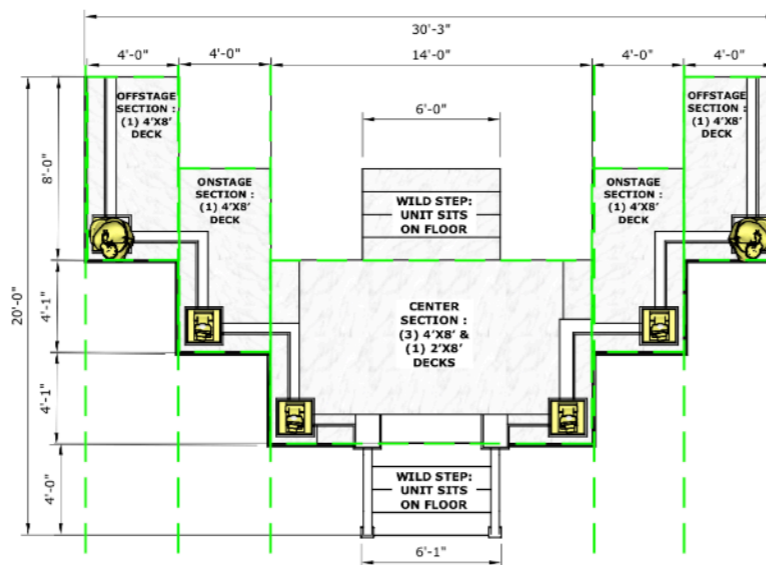 30'-3"
4'-0"
4'-0"
14'-0"
4'-0"
4'-0"
OFFSTAGE
SECTION :
(1) 4'X8'
DECK
6'-0"
OFFSTAGE
SECTION :
(1) 4'X8'
DECK
8'-0"
ONSTAGE
SECTION :
(1) 4'X8'
DECK
WILD STEP:
UNIT SITS
ON FLOOR
ONSTAGE
SECTION :
(1) 4'X8'
DECK
20'-0"
4'-1"
CENTER
SECTION :
(3) 4'X8' &
(1) 2'X8'
DECKS
4'-1"
4'-0"
WILD STEP:
UNIT SITS
ON FLOOR
6'-1"